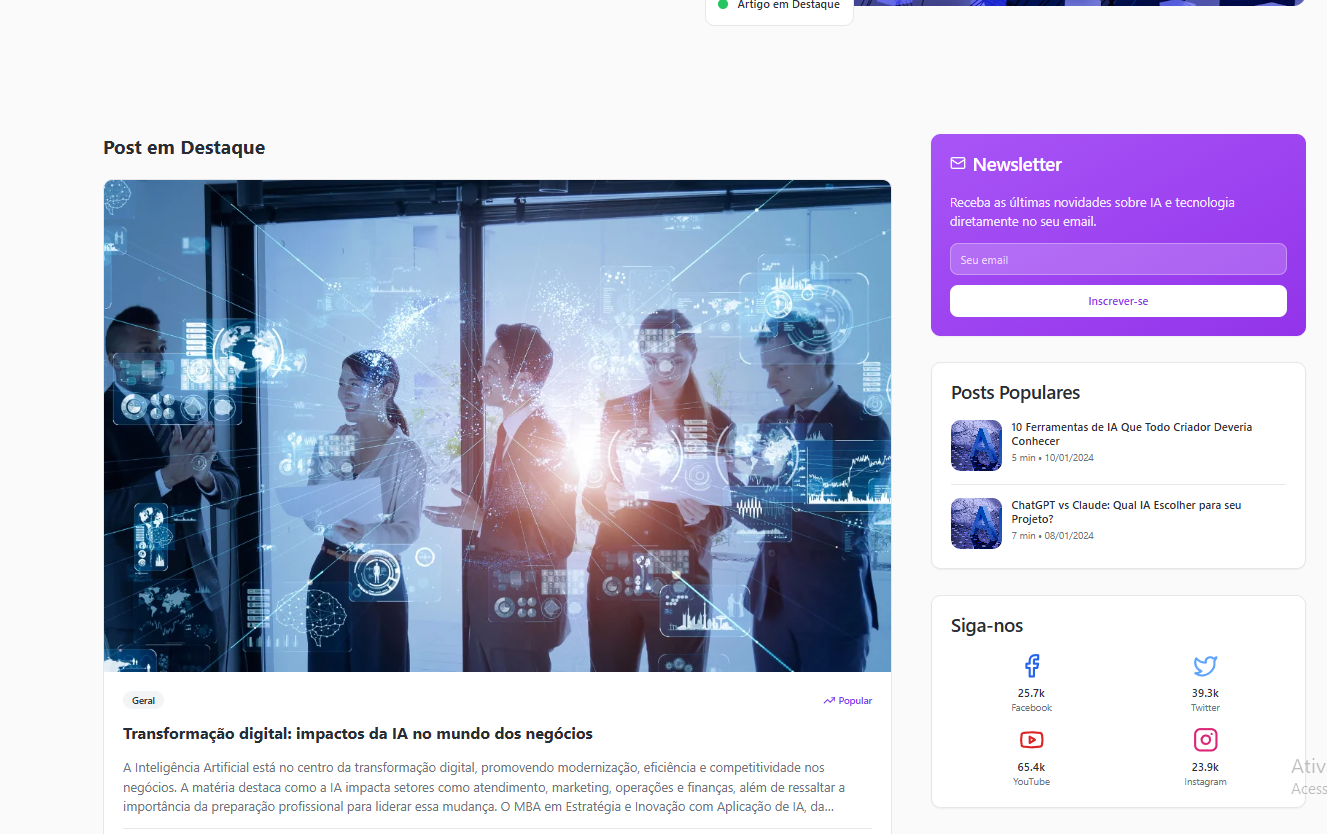 Artigo em Destaque
Post em Destaque
Geral
Popular
Transformação digital: impactos da IA no mundo dos negócios
A Inteligência Artificial está no centro da transformação digital, promovendo modernização, eficiência e competitividade nos
negócios. A matéria destaca como a IA impacta setores como atendimento, marketing, operações e finanças, além de ressaltar a
importância da preparação profissional para liderar essa mudança. O MBA em Estratégia e Inovação com Aplicação de IA, da...
Newsletter
Receba as últimas novidades sobre IA e tecnologia
diretamente no seu email.
Seu email
Inscrever-se
Posts Populares
10 Ferramentas de IA Que Todo Criador Deveria
Conhecer
5 min • 10/01/2024
ChatGPT vs Claude: Qual IA Escolher para seu
Projeto?
7 min • 08/01/2024
Siga-nos
25.7k
Facebook
39.3k
Twitter
65.4k
YouTube
23.9k
Instagram
Ativ
Acess